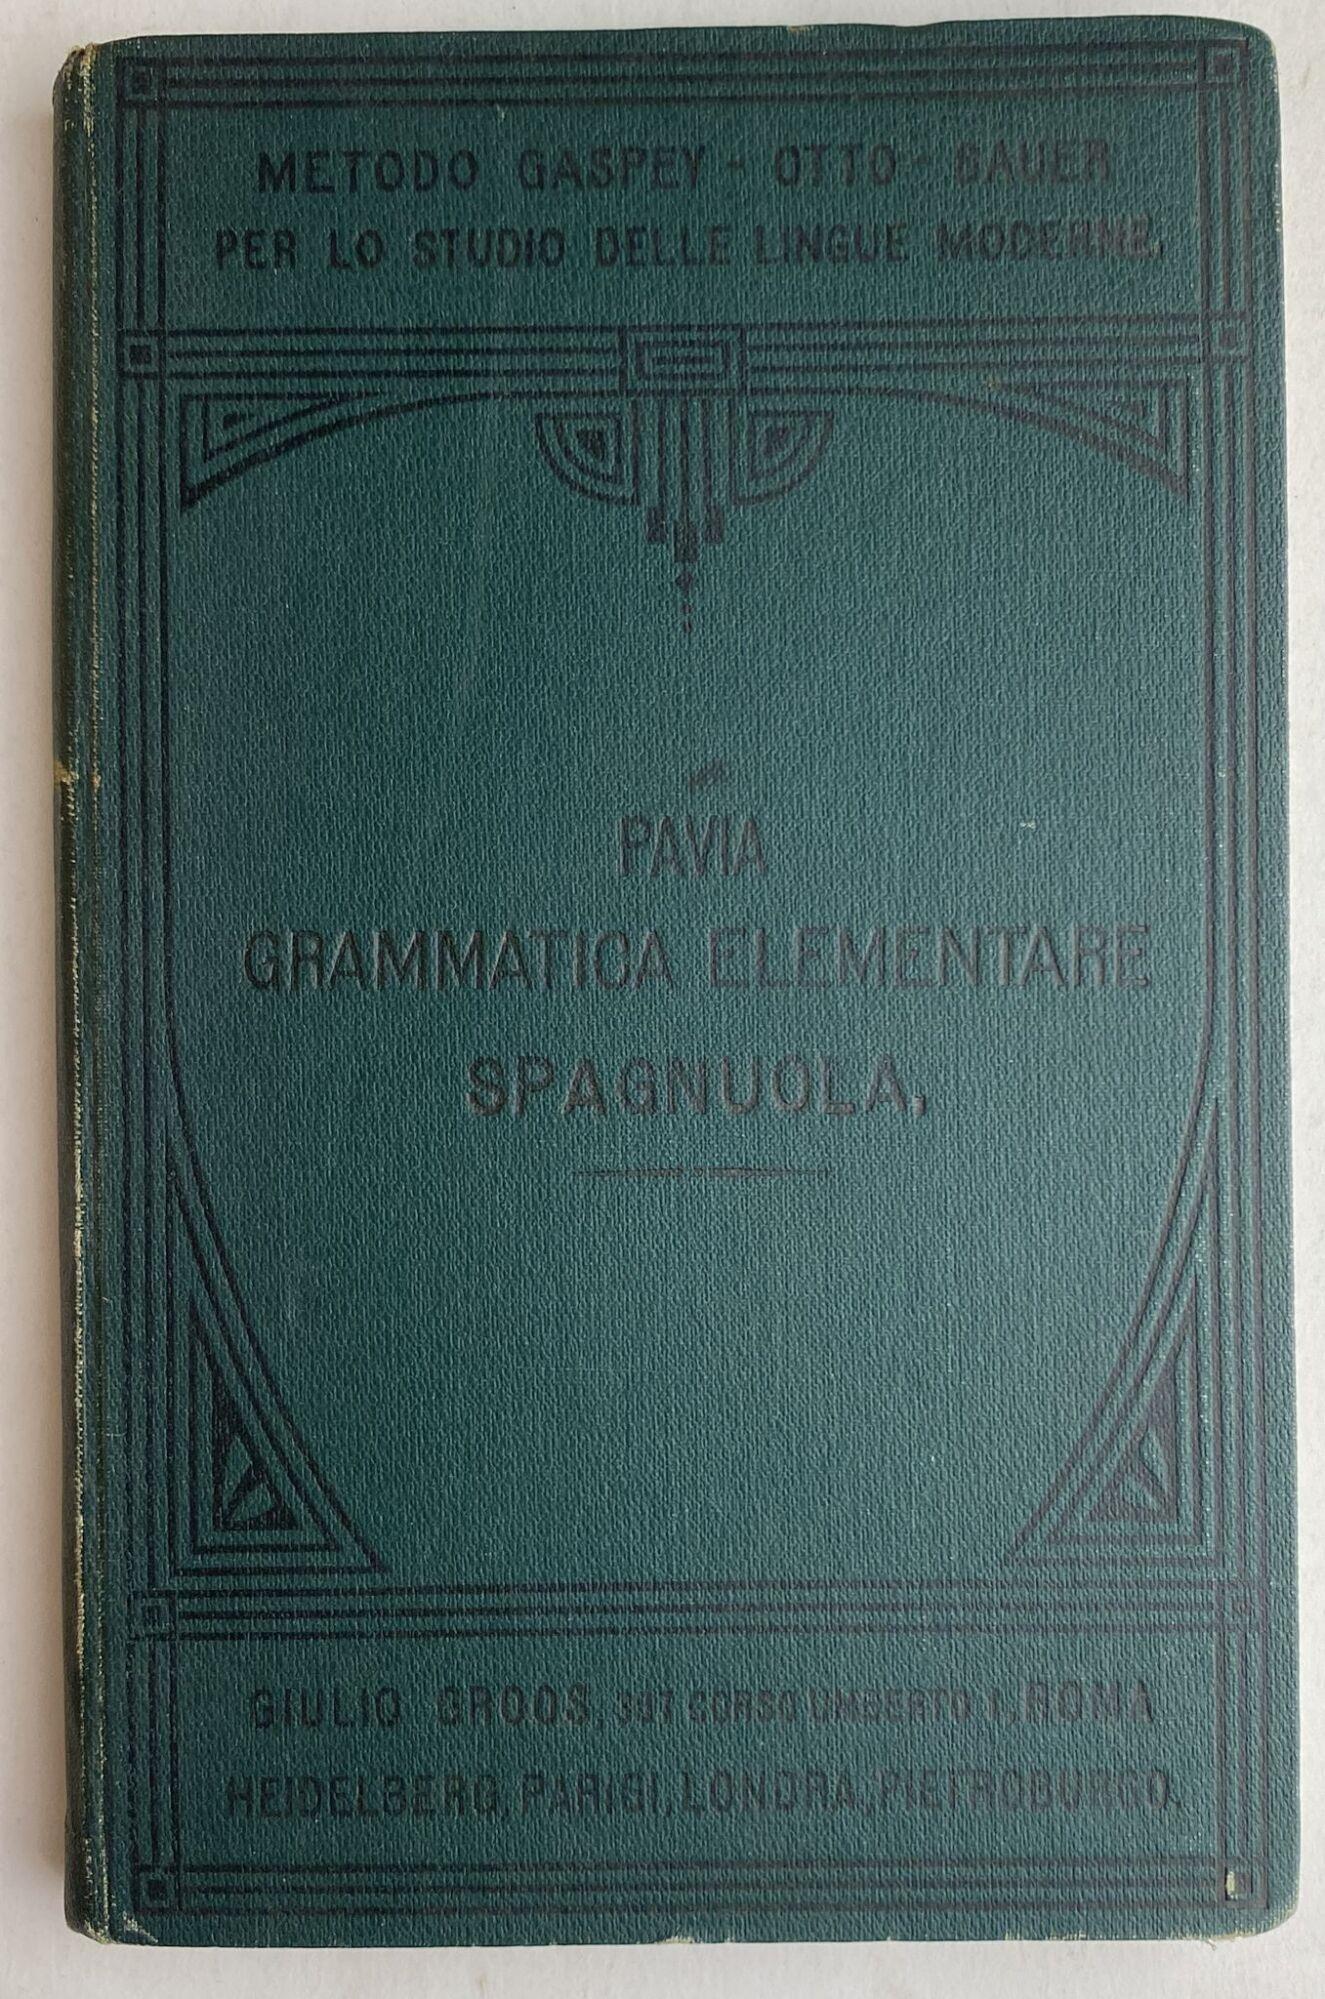 METODO GASPEY - OTTO - SAUER
PER LO STUDIO DELLE LINGUE MODERNE.
PAVIA
GRAMMATICA ELEMENTARE
SPAGNUOLA,
GIULIO GROOS, 307 CORSO UMBERTO I, ROMA
HEIDELBERG, PARIGI, LONDRA, PIETROBURGO.